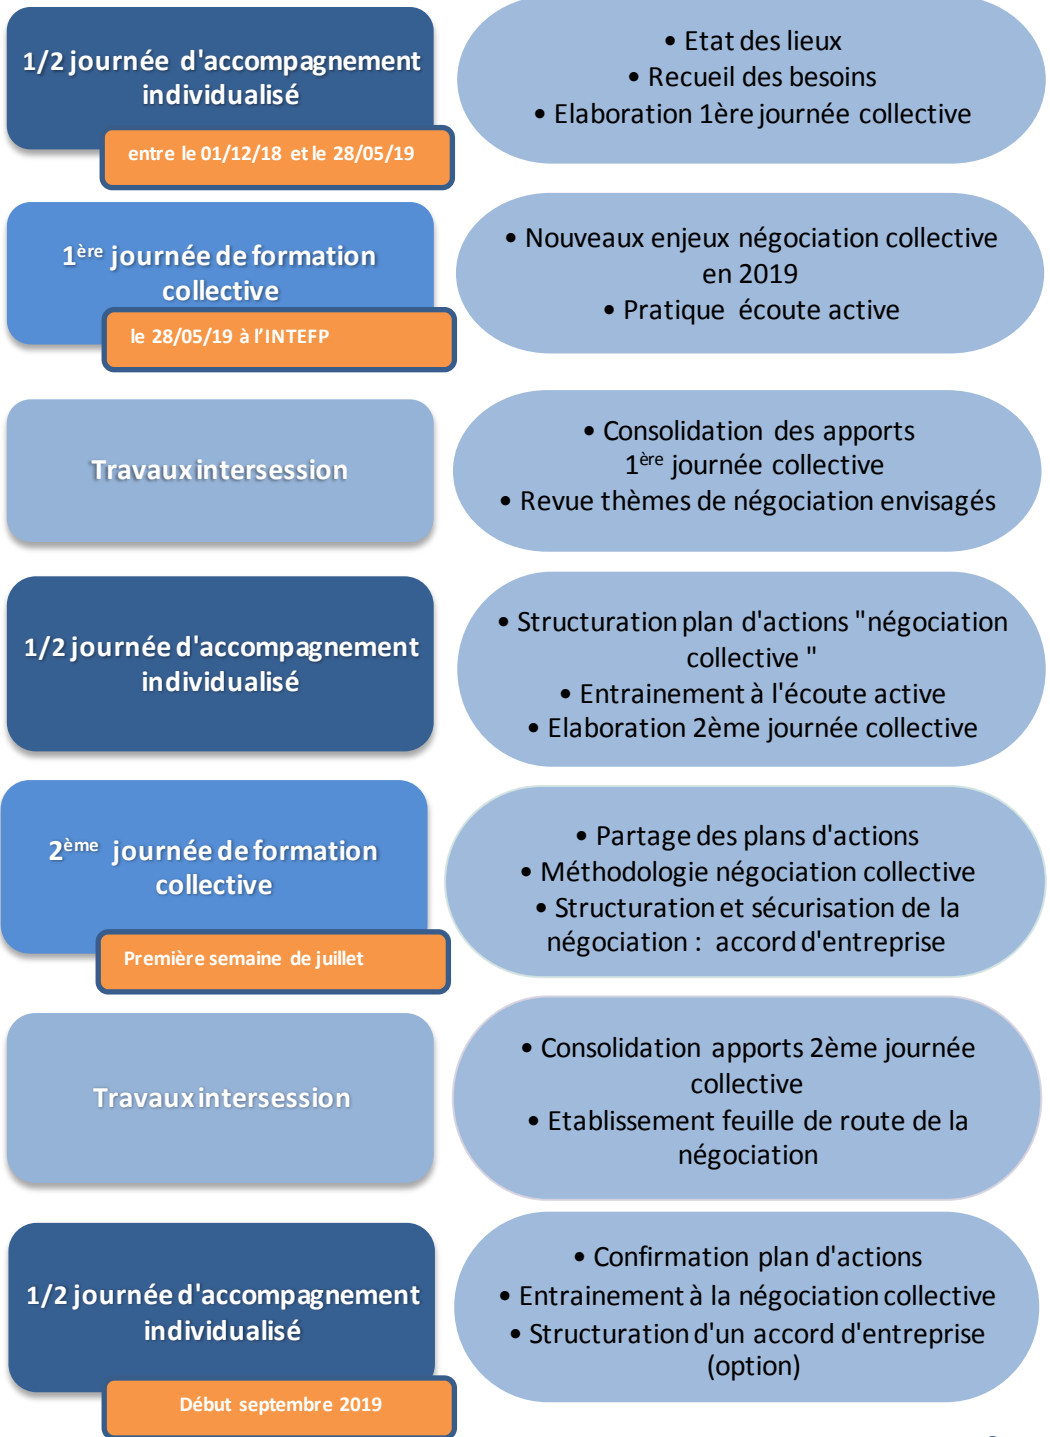 1/2 journée d'accompagnement
individualisé
entre le 01/12/18 et le 28/05/19
• Etat des lieux
• Recueil des besoins
• Elaboration 1ère journée collective
1ère journée de formation
collective
le 28/05/19 à l'INTEFP
• Nouveaux enjeux négociation collective
en 2019
• Pratique écoute active
Travaux intersession
• Consolidation des apports
1ère journée collective
• Revue thèmes de négociation envisagés
1/2 journée d'accompagnement
individualisé
• Structuration plan d'actions "négociation
collective "
• Entrainement à l'écoute active
• Elaboration 2ème journée collective
2ème journée de formation
collective
Première semaine de juillet
• Partage des plans d'actions
• Méthodologie négociation collective
• Structuration et sécurisation de la
négociation : accord d'entreprise
Travaux intersession
• Consolidation apports 2ème journée
collective
• Etablissement feuille de route de la
négociation
1/2 journée d'accompagnement
individualisé
Début septembre 2019
• Confirmation plan d'actions
• Entrainement à la négociation collective
• Structuration d'un accord d'entreprise
(option)